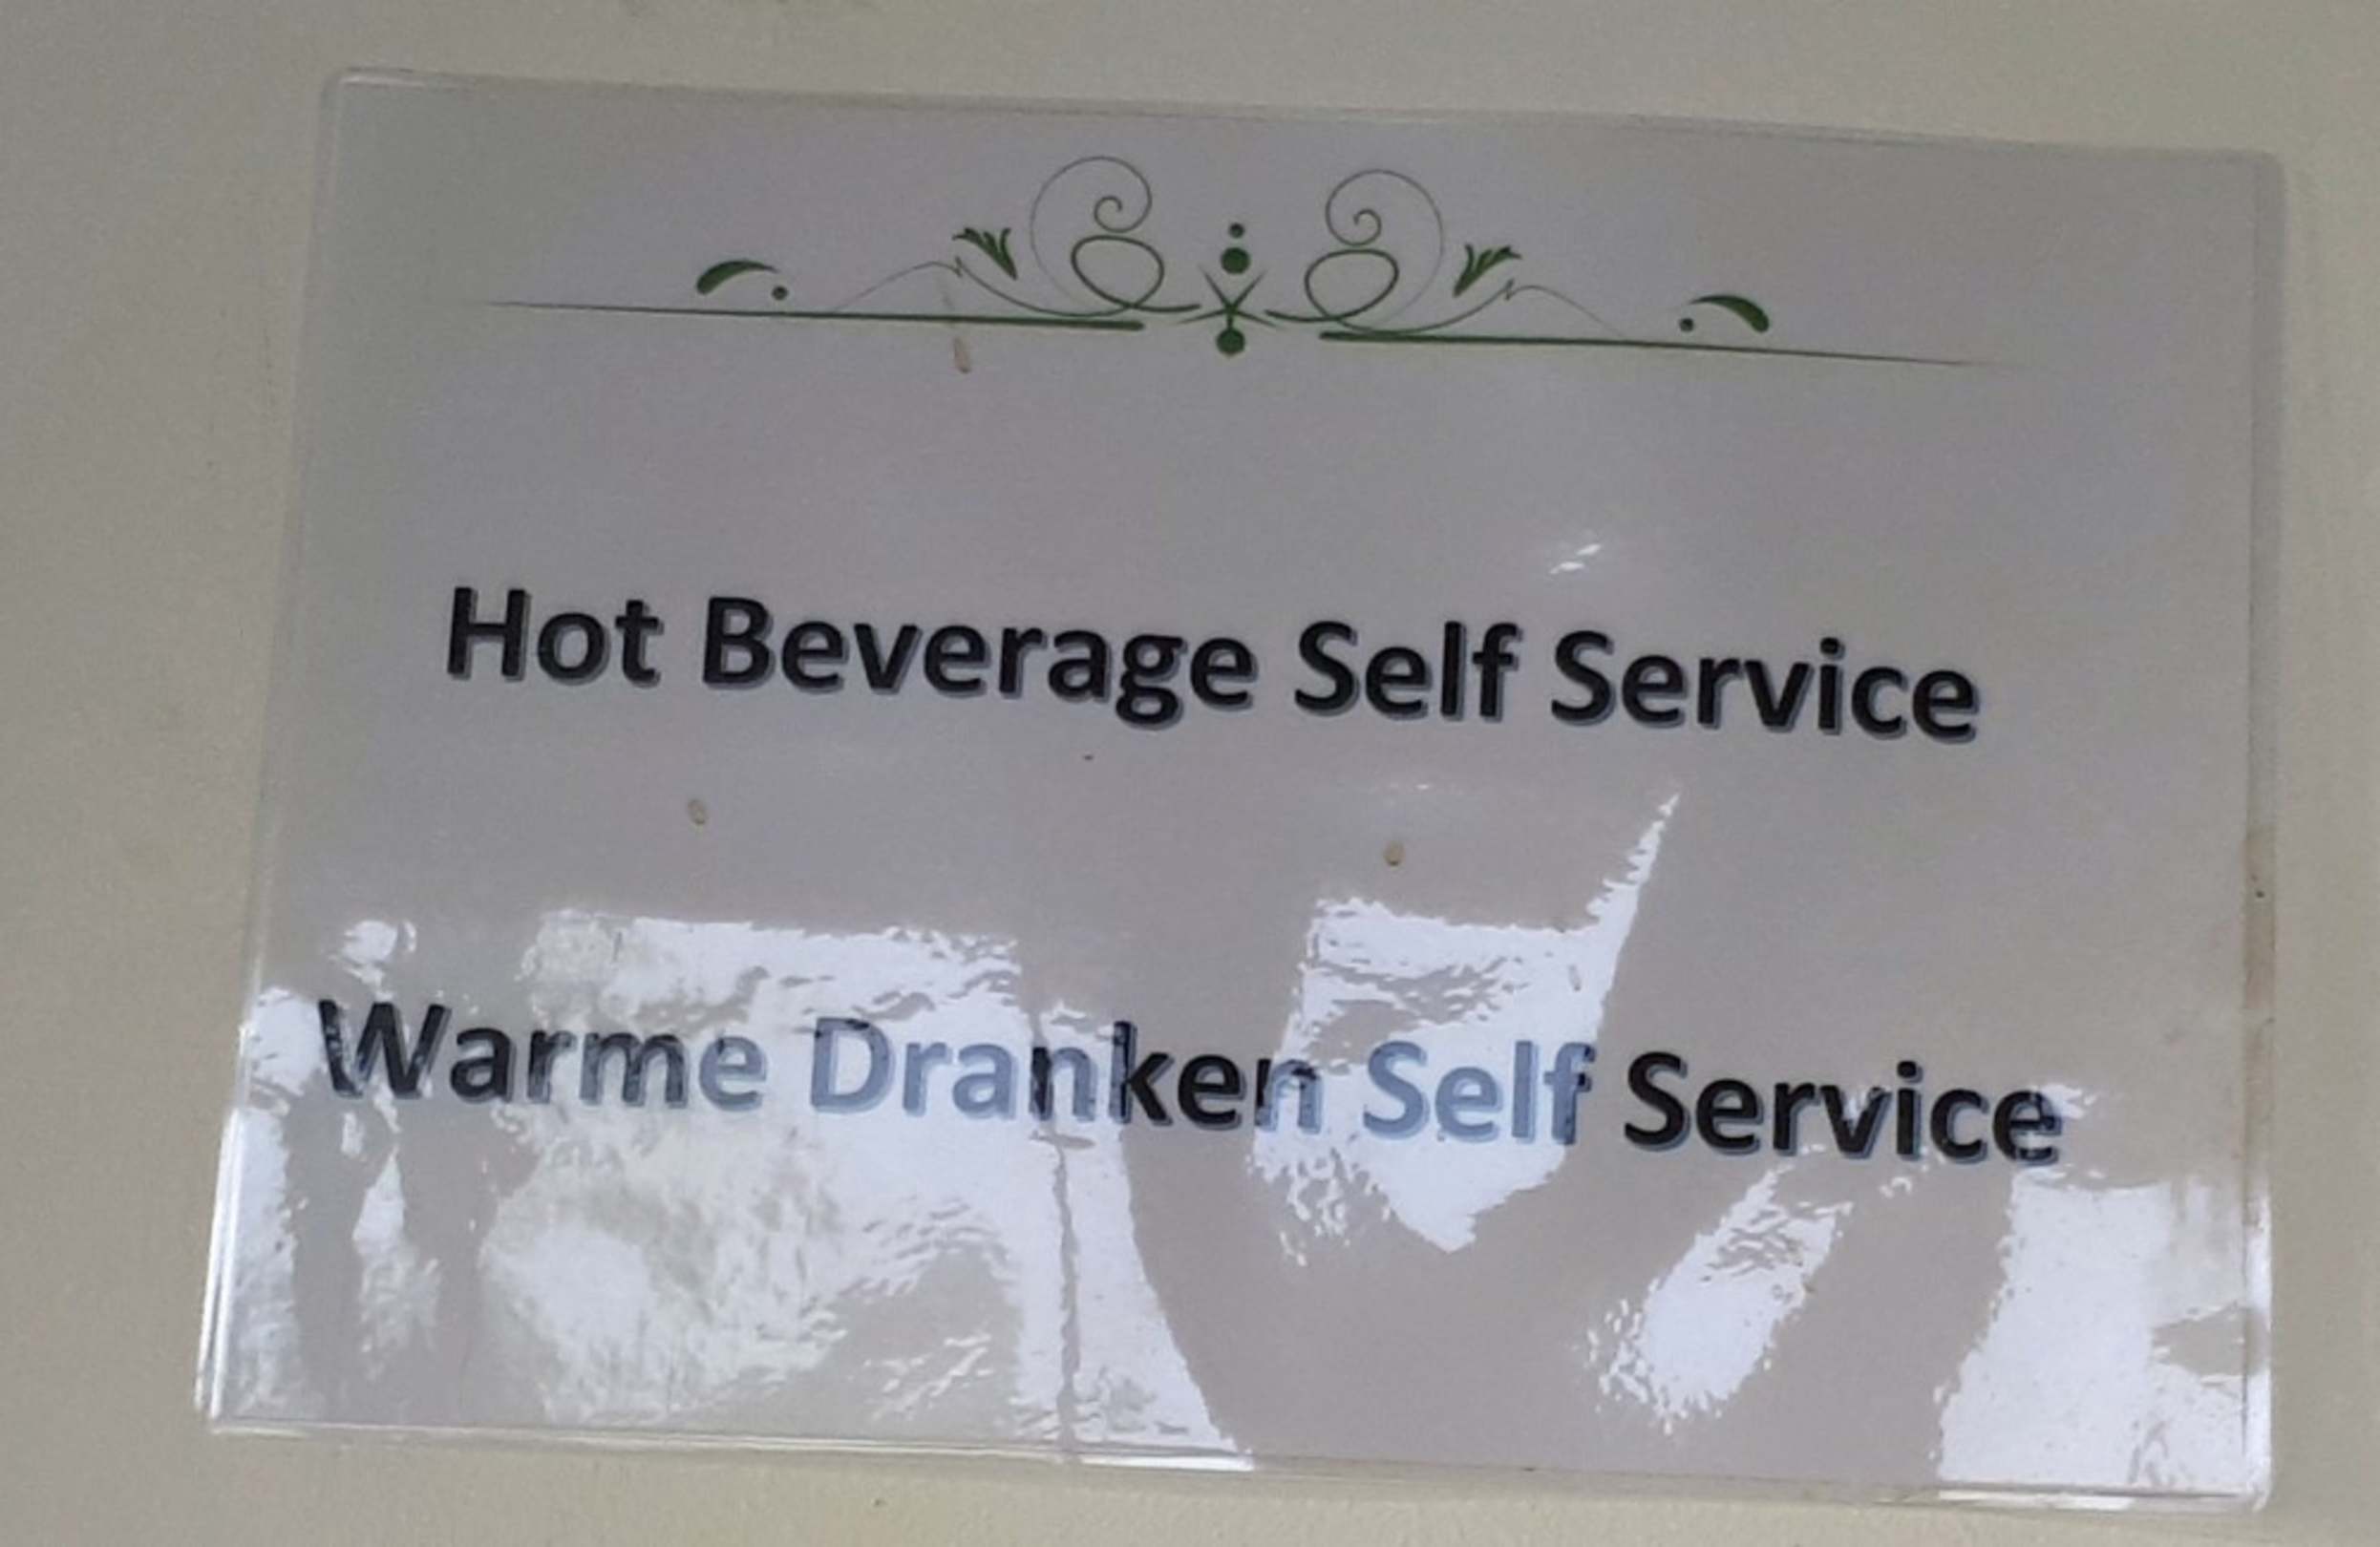 Hot Beverage Self Service
Warme Dranken Self Service